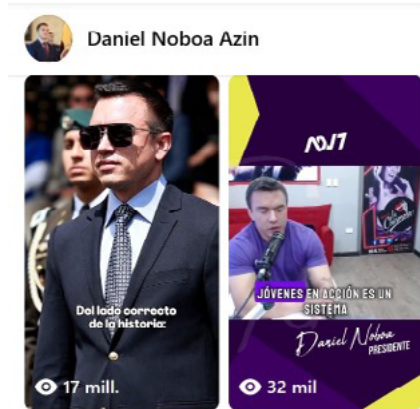 Daniel Noboa Azin
Del lado correcto
de la historia:
17 mill.
ADN7
JÓVENES EN ACCIÓN ES UN
SISTEMA
Daniel Noboa
PRESIDENTE
32 mil